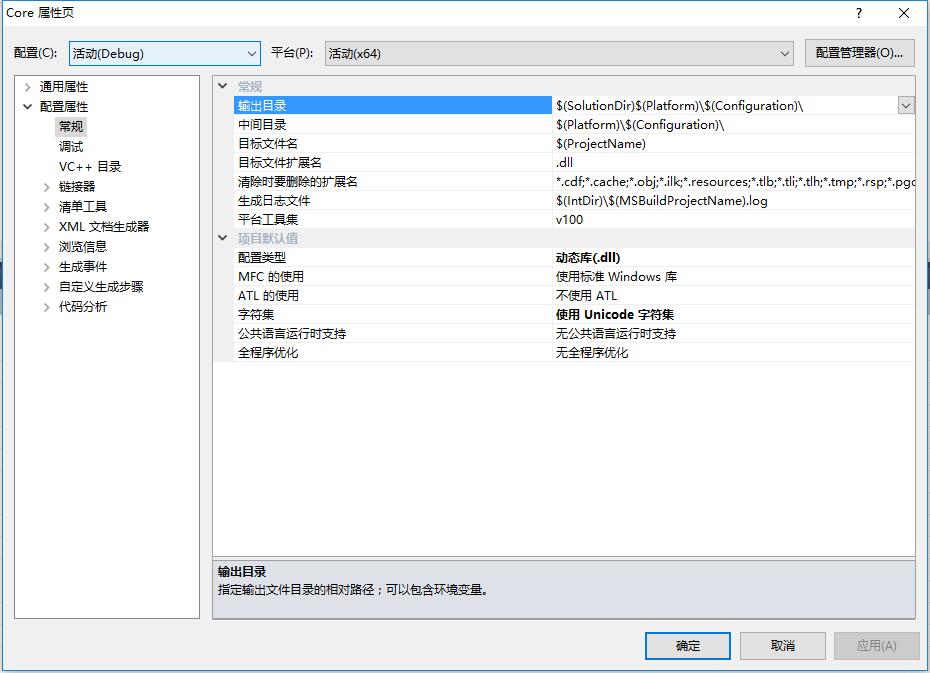 Core 属性页
配置(C): 活动(Debug) 平台(P): 活动(x64) 配置管理器(O)...
通用属性
配置属性
常规
调试
VC++ 目录
链接器
清单工具
XML 文档生成器
浏览信息
生成事件
自定义生成步骤
代码分析
常规
输出目录 $(SolutionDir)$(Platform)\$(Configuration)\
中间目录 $(Platform)\$(Configuration)\
目标文件名 $(ProjectName)
目标文件扩展名 .dll
清除时要删除的扩展名 *.cdf;*.cache;*.obj;*.ilk;*.resources;*.tlb;*.tli;*.tlh;*.tmp;*.rsp;*.pgc
生成日志文件 $(IntDir)\$(MSBuildProjectName).log
平台工具集 v100
项目默认值
配置类型 动态库(.dll)
MFC 的使用 使用标准 Windows 库
ATL 的使用 不使用 ATL
字符集 使用 Unicode 字符集
公共语言运行时支持 无公共语言运行时支持
全程序优化 无全程序优化
输出目录
指定输出文件目录的相对路径；可以包含环境变量。
确定 取消 应用(A)